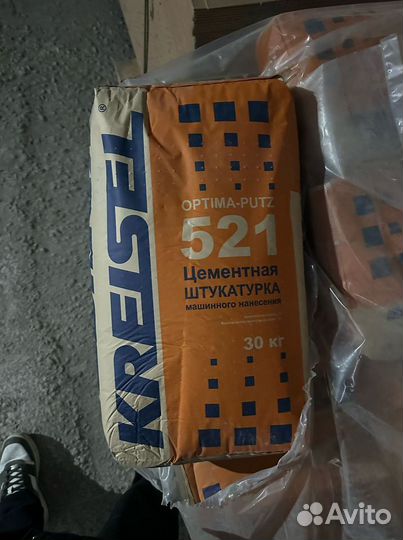 KREISEL
®
OPTIMA-PUTZ
521
Цементная
ШТУКАТУРКА
машинного нанесения
30 кг
Avito